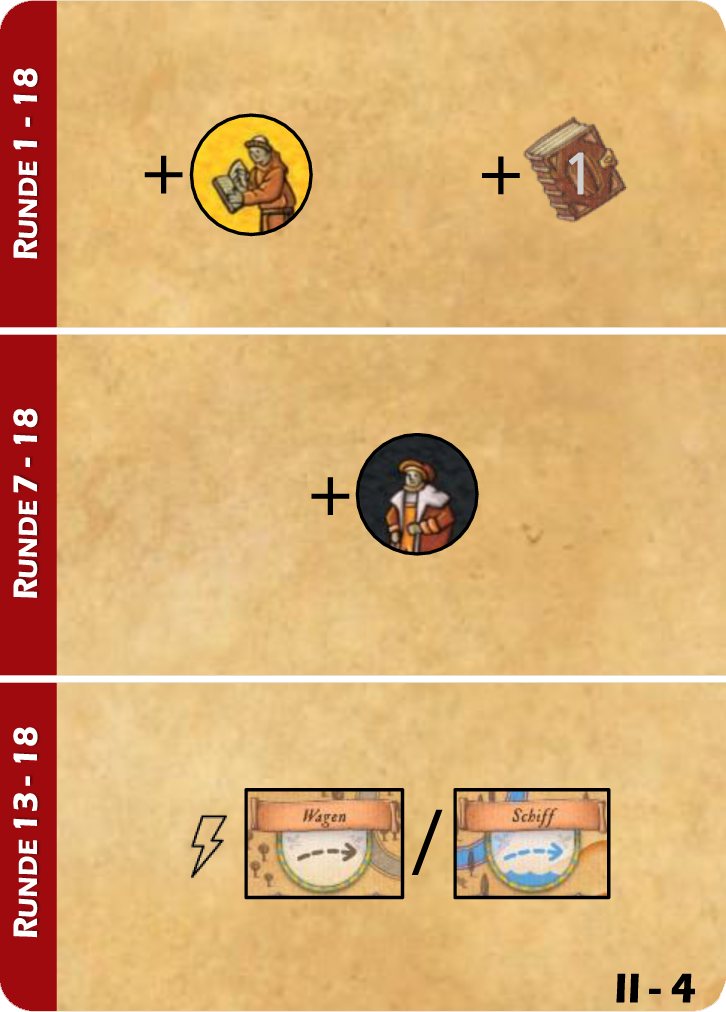 RUNDE 1 - 18
+ + 1
RUNDE 7 - 18
+
RUNDE 13 - 18
Wagen / Schiff
II - 4